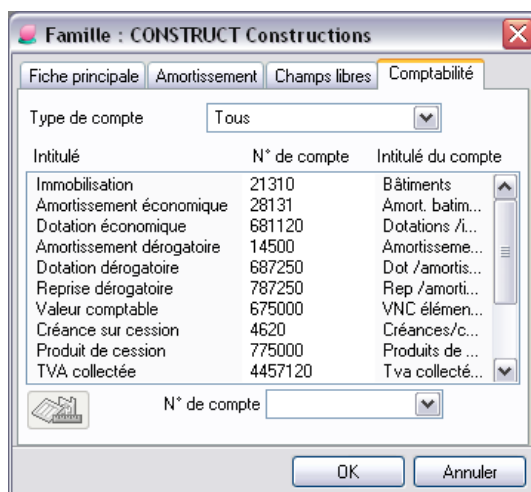 Famille : CONSTRUCT Constructions
Fiche principale Amortissement Champs libres Comptabilité
Type de compte Tous
Intitulé N° de compte Intitulé du compte
Immobilisation 21310 Bâtiments
Amortissement économique 28131 Amort. batim...
Dotation économique 681120 Dotations /i...
Amortissement dérogatoire 14500 Amortisseme...
Dotation dérogatoire 687250 Dot /amortis...
Reprise dérogatoire 787250 Rep /amorti...
Valeur comptable 675000 VNC élémen...
Créance sur cession 4620 Créances/c...
Produit de cession 775000 Produits de ...
TVA collectée 4457120 Tva collecté...
N° de compte
OK Annuler